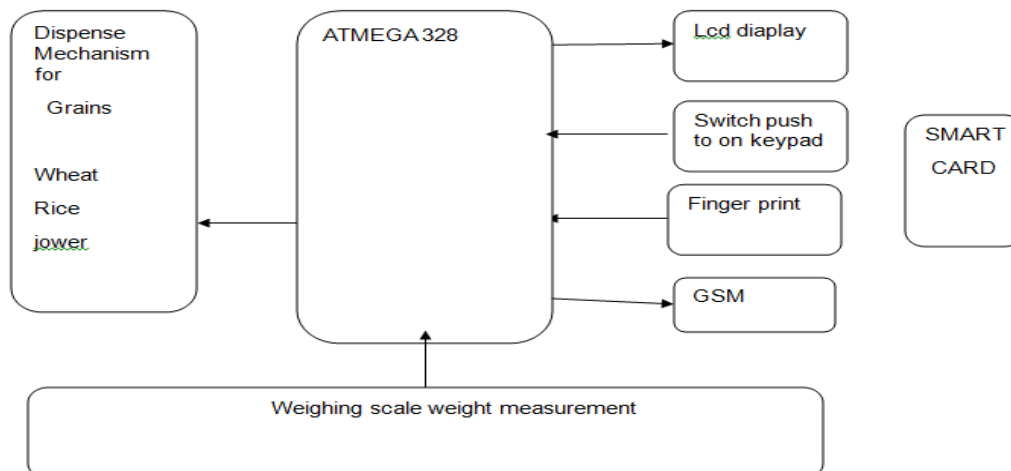 Dispense
Mechanism
for
Grains
Wheat
Rice
jower
ATMEGA 328
Lcd diaplay
Switch push
to on keypad
Finger print
GSM
SMART
CARD
Weighing scale weight measurement